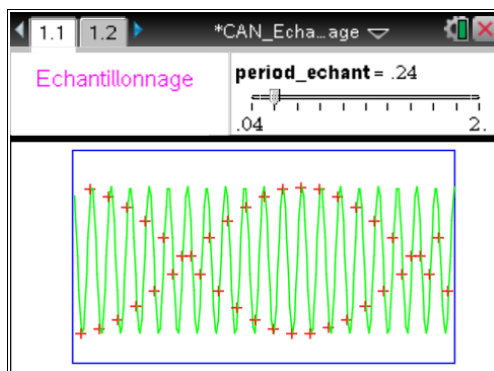 1.1 1.2 *CAN_Echa...age
Echantillonnage
period_echant = .24
.04 2.